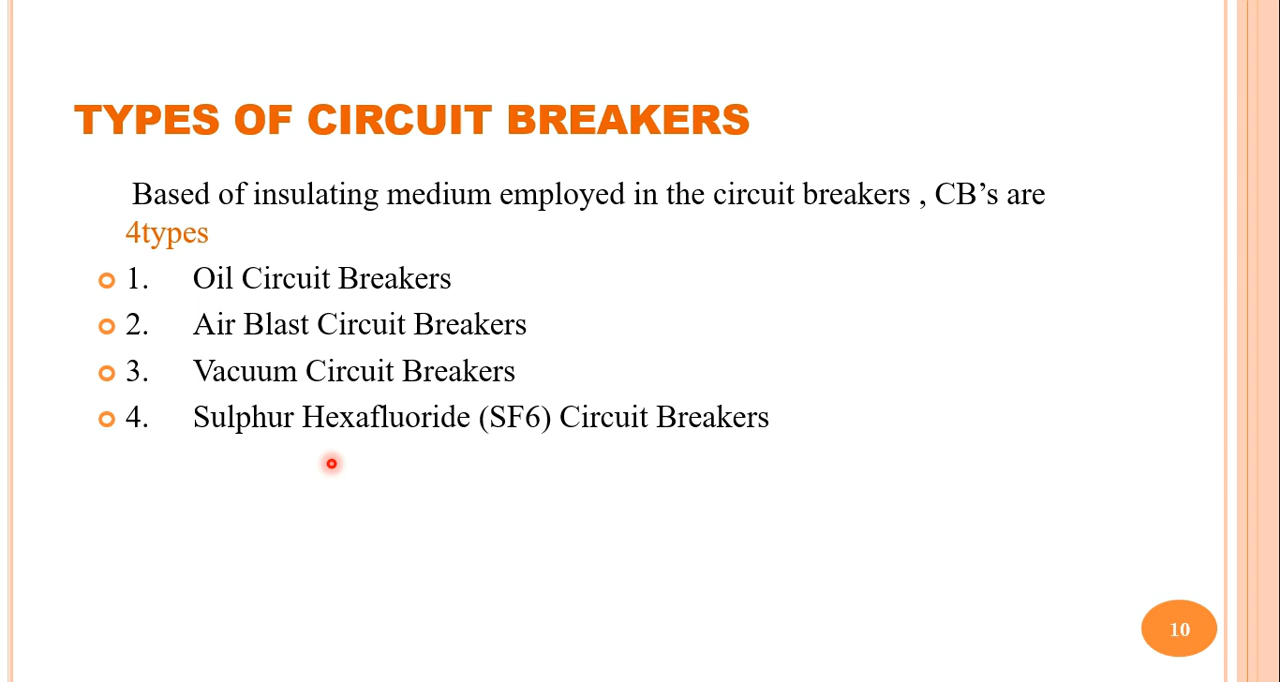 TYPES OF CIRCUIT BREAKERS
Based of insulating medium employed in the circuit breakers , CB’s are
4types
1. Oil Circuit Breakers
2. Air Blast Circuit Breakers
3. Vacuum Circuit Breakers
4. Sulphur Hexafluoride (SF6) Circuit Breakers
10